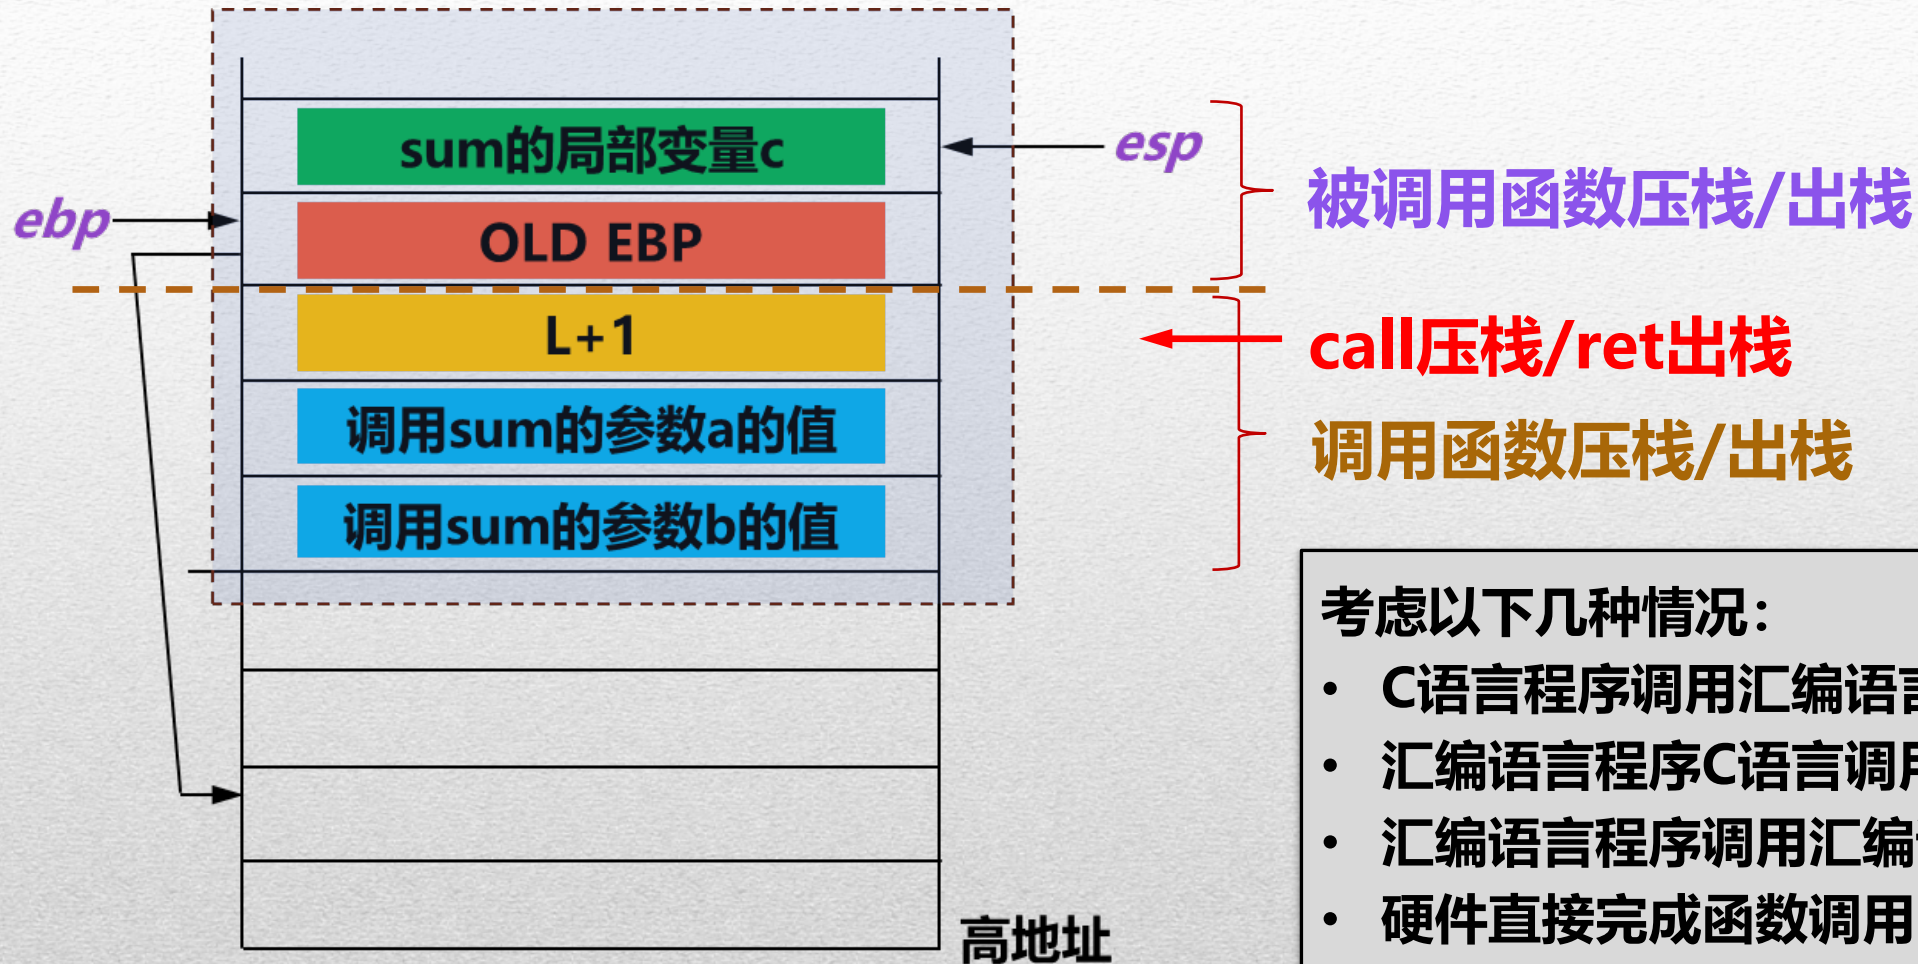 sum的局部变量c
esp
被调用函数压栈/出栈
ebp
OLD EBP
L+1
call压栈/ret出栈
调用sum的参数a的值
调用函数压栈/出栈
调用sum的参数b的值
考虑以下几种情况：
• C语言程序调用汇编语言
• 汇编语言程序C语言调用
• 汇编语言程序调用汇编
• 硬件直接完成函数调用
高地址